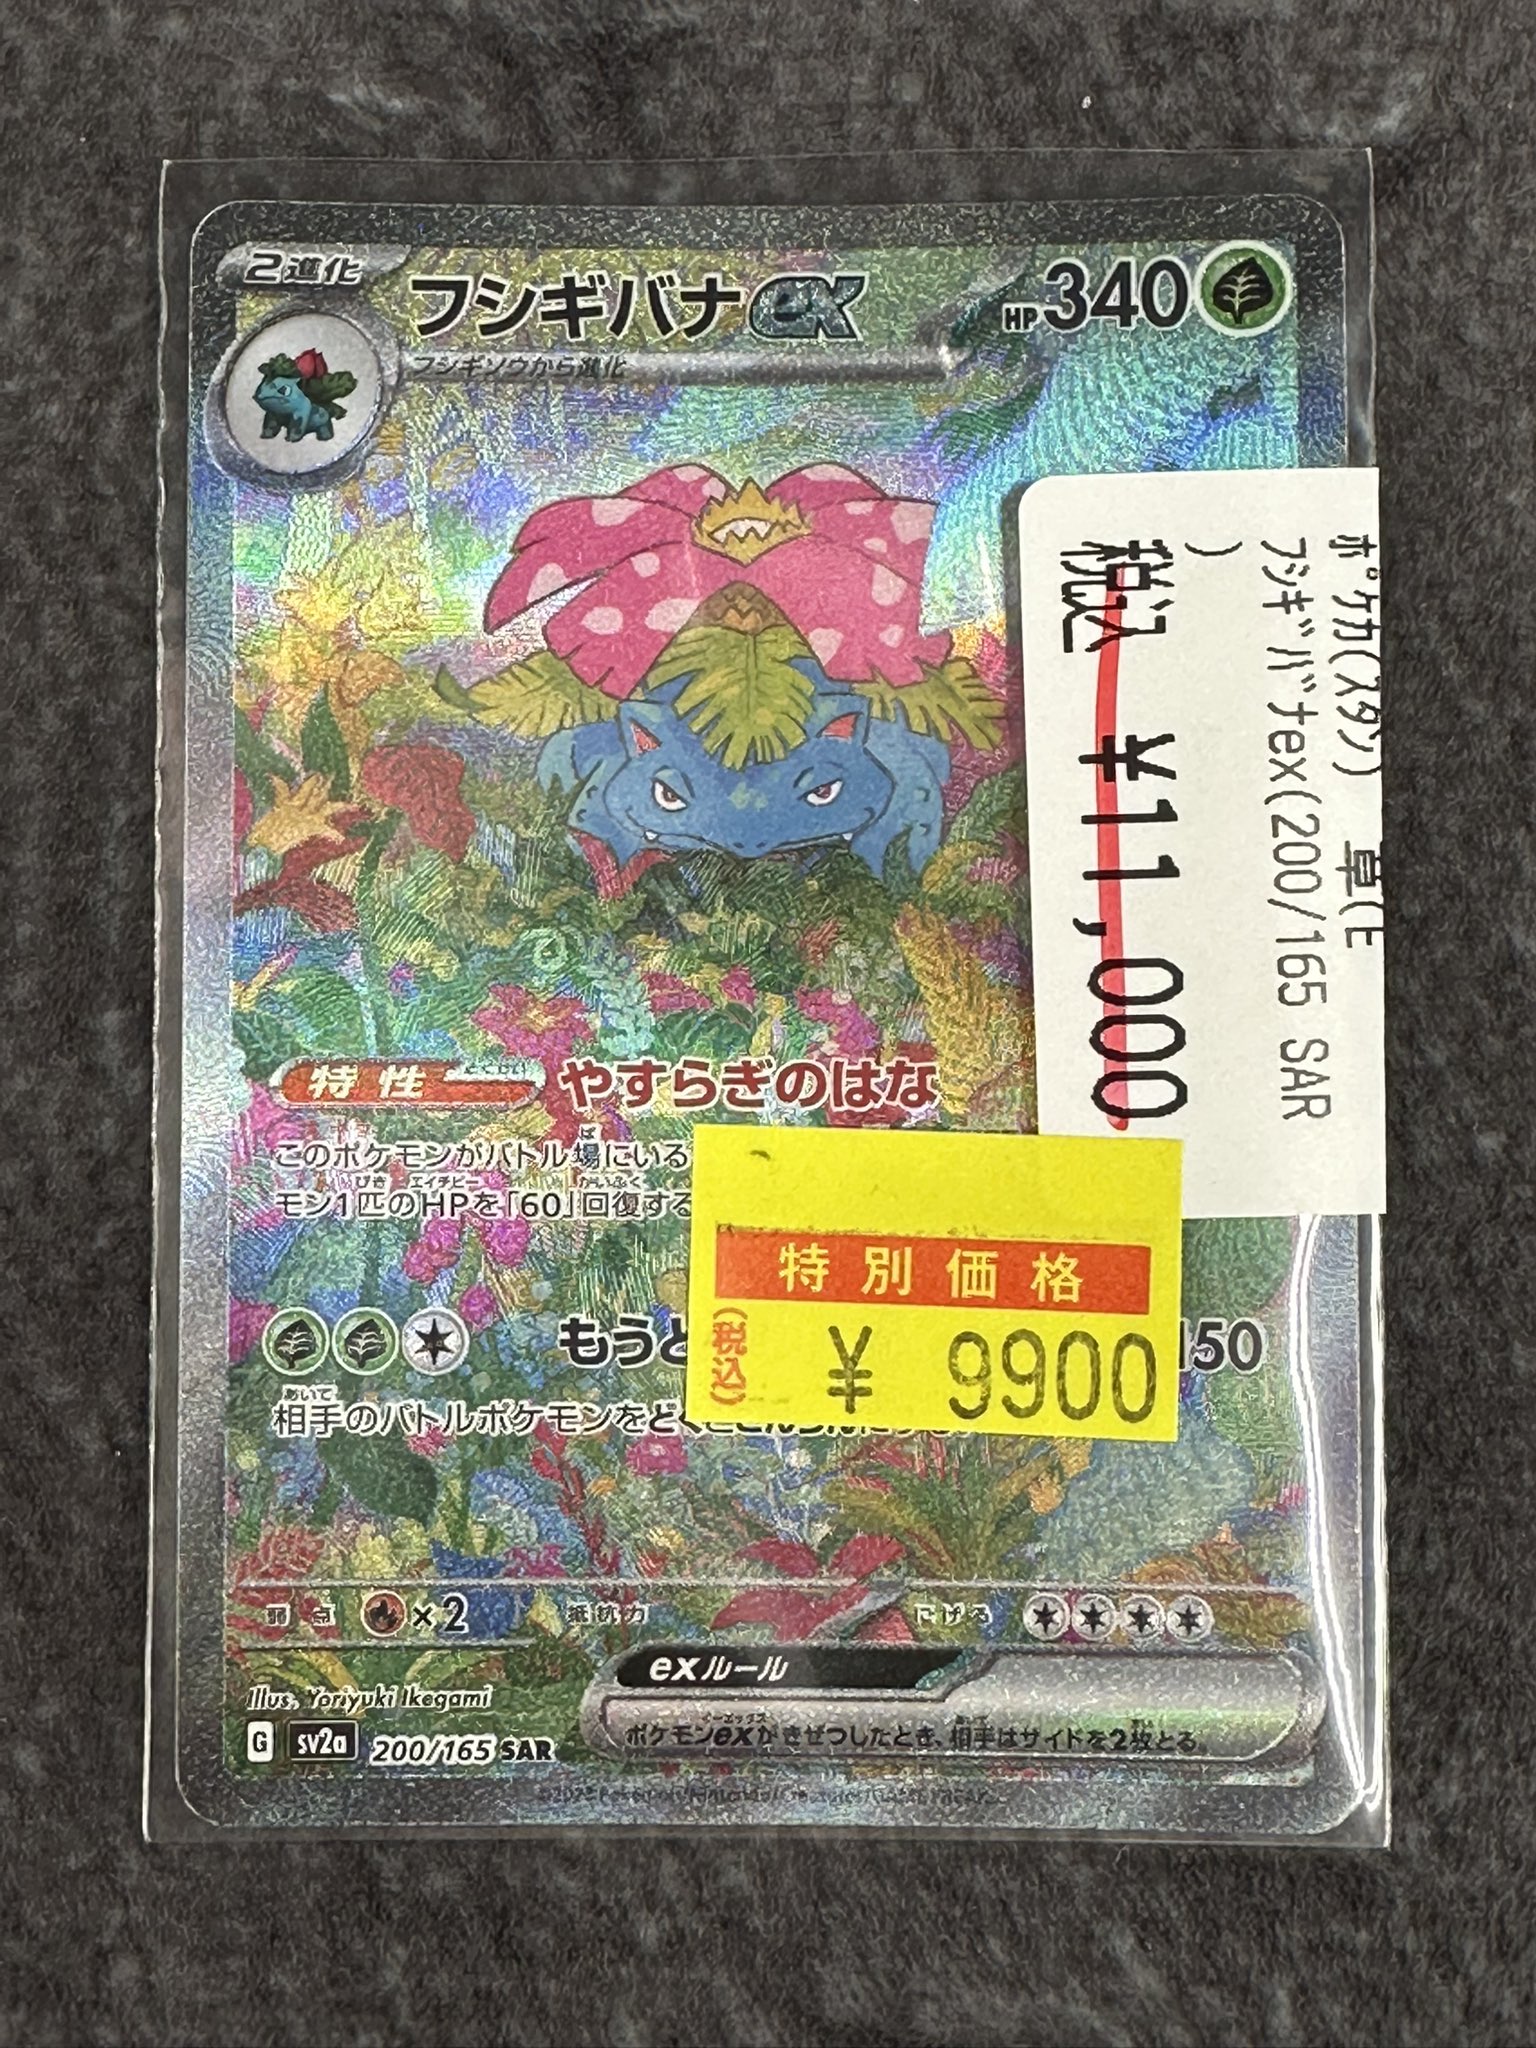 2進化
フシギバナex
HP340
フシギソウから進化
ポケカ(スタン) 草(E
フシギバナex(200/165 SAR
)
税込 ¥11,000
特性
やすらぎのはな
このポケモンがバトル場にいる
モン1匹のHPを「60」回復する
特別価格
(税込) ¥ 9900
もうど
150
相手のバトルポケモンをどく
弱点 ×2 抵抗力 にげる
exルール
ポケモンexがきぜつしたとき、相手はサイドを2枚とる。
Illus. Yoriyuki Ikegami
G sv2a 200/165 SAR